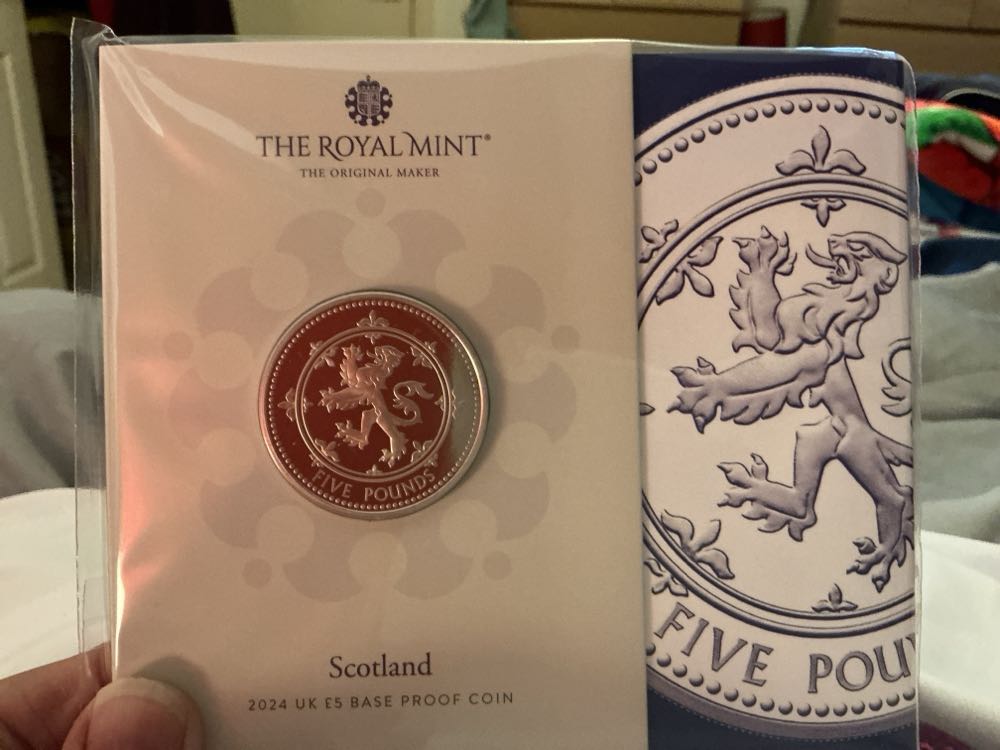 THE ROYAL MINT®
THE ORIGINAL MAKER
FIVE POUNDS
Scotland
2024 UK £5 BASE PROOF COIN
FIVE POU